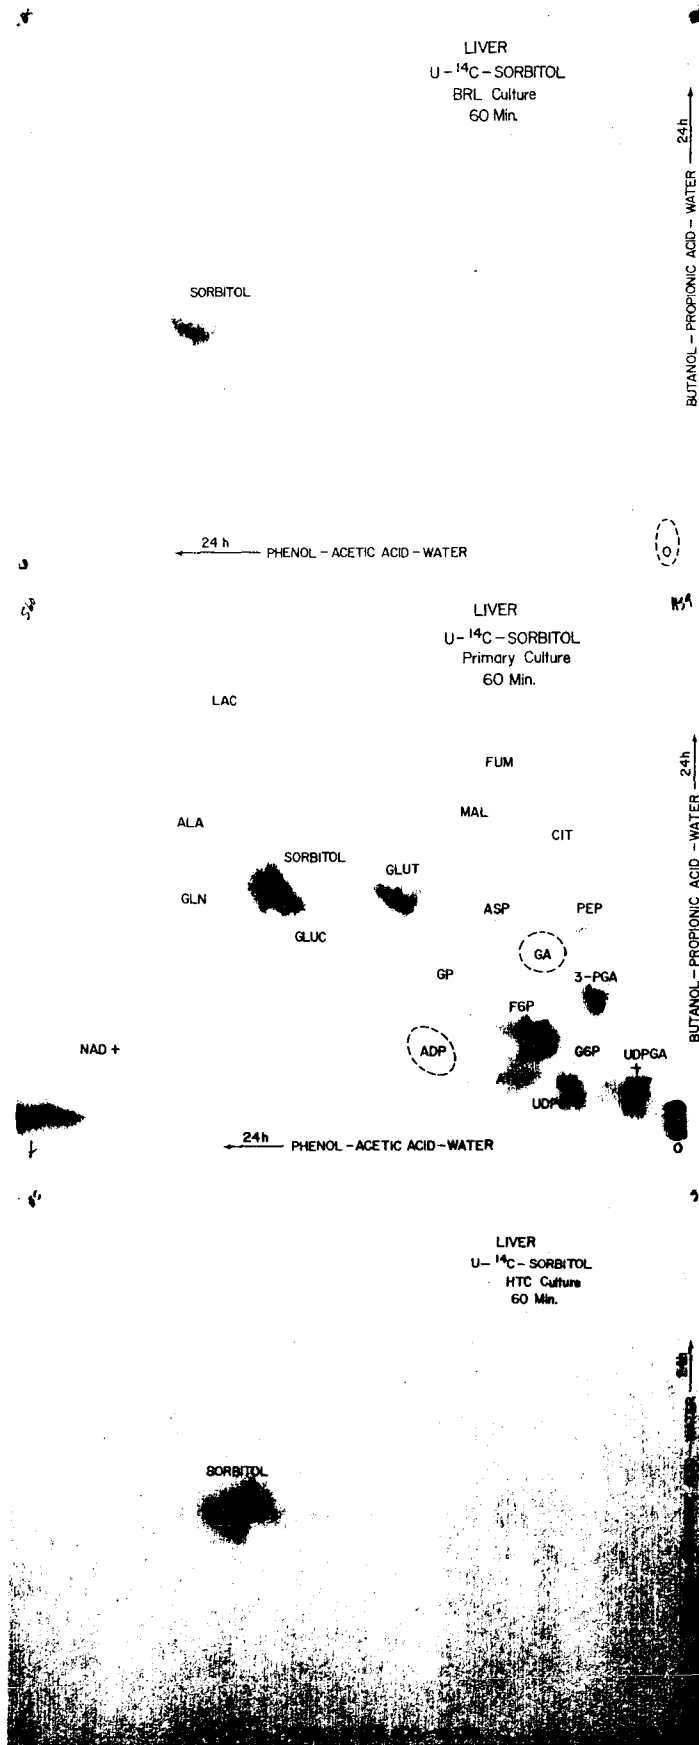 LIVER
U-¹⁴C-SORBITOL
BRL Culture
60 Min.
BUTANOL-PROPIONIC ACID-WATER 24h
SORBITOL
24 h PHENOL-ACETIC ACID-WATER
O
LIVER
U-¹⁴C-SORBITOL
Primary Culture
60 Min.
LAC
FUM
MAL
ALA
CIT
SORBITOL
GLUT
GLN
ASP
PEP
GLUC
GA
GP
3-PGA
F6P
NAD+
ADP
G6P
UDPGA
+
UDP
BUTANOL-PROPIONIC ACID-WATER 24h
24h PHENOL-ACETIC ACID-WATER
O
LIVER
U-¹⁴C-SORBITOL
HTC Culture
60 Min.
24h
SORBITOL